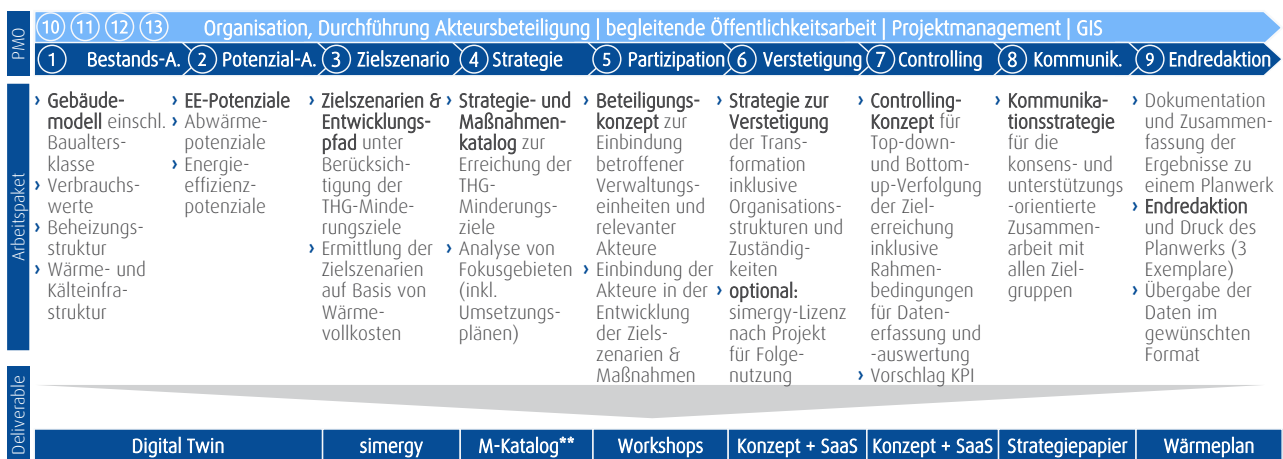 PMO
10 11 12 13 Organisation, Durchführung Akteursbeteiligung | begleitende Öffentlichkeitsarbeit | Projektmanagement | GIS
1 Bestands-A. 2 Potenzial-A. 3 Zielszenario 4 Strategie 5 Partizipation 6 Verstetigung 7 Controlling 8 Kommunik. 9 Endredaktion
Arbeitspaket
› Gebäude-
modell einschl.
Baualters-
klasse
› Verbrauchs-
werte
› Beheizungs-
struktur
› Wärme- und
Kälteinfra-
struktur
› EE-Potenziale
› Abwärme-
potenziale
› Energie-
effizienz-
potenziale
› Zielszenarien &
Entwicklungs-
pfad unter
Berücksich-
tigung der
THG-Minde-
rungsziele
› Ermittlung der
Zielszenarien
auf Basis von
Wärme-
vollkosten
› Strategie- und
Maßnahmen-
katalog zur
Erreichung der
THG-
Minderungs-
ziele
› Analyse von
Fokusgebieten
(inkl.
Umsetzungs-
plänen)
› Beteiligungs-
konzept zur
Einbindung
betroffener
Verwaltungs-
einheiten und
relevanter
Akteure
› Einbindung der
Akteure in der
Entwicklung
der Ziels-
zenarien &
Maßnahmen
› Strategie zur
Verstetigung
der Trans-
formation
inklusive
Organisations-
strukturen und
Zuständig-
keiten
› optional:
simergy-Lizenz
nach Projekt
für Folge-
nutzung
› Controlling-
Konzept für
Top-down-
und Bottom-
up-Verfolgung
der Ziel-
erreichung
inklusive
Rahmen-
bedingungen
für Daten-
erfassung und
-auswertung
› Vorschlag KPI
› Kommunika-
tionsstrategie
für die
konsens- und
unterstützungs
-orientierte
Zusammen-
arbeit mit
allen Ziel-
gruppen
› Dokumentation
und Zusammen-
fassung der
Ergebnisse zu
einem Planwerk
› Endredaktion
und Druck des
Planwerks (3
Exemplare)
› Übergabe der
Daten im
gewünschten
Format
Deliverable
Digital Twin simergy M-Katalog** Workshops Konzept + SaaS Konzept + SaaS Strategiepapier Wärmeplan